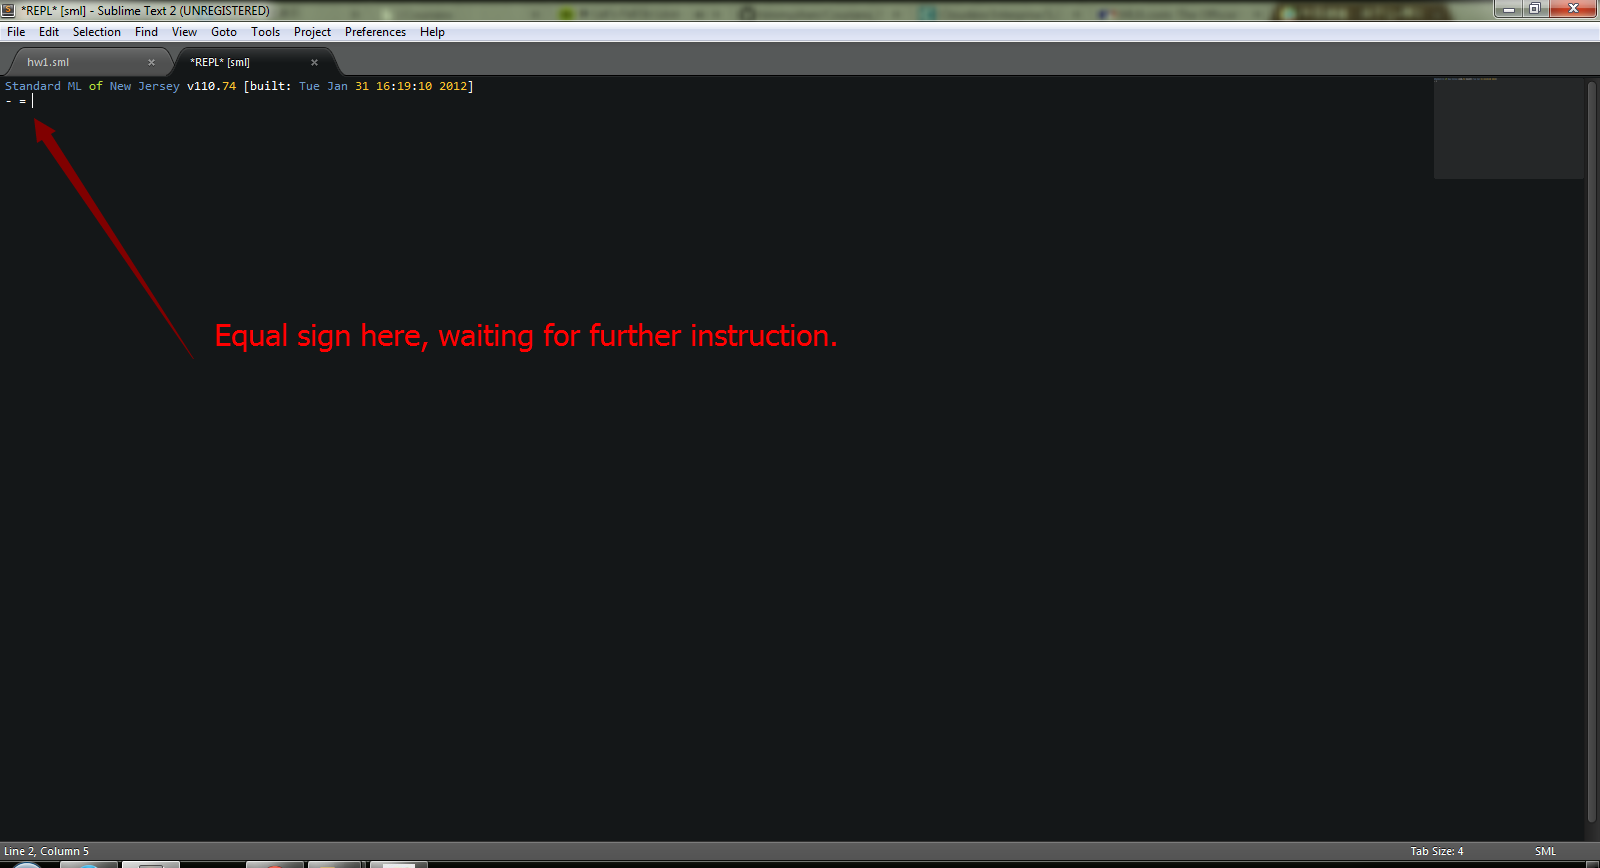 *REPL* [sml] - Sublime Text 2 (UNREGISTERED)
File Edit Selection Find View Goto Tools Project Preferences Help
hw1.sml × *REPL* [sml] ×
Standard ML of New Jersey v110.74 [built: Tue Jan 31 16:19:10 2012]
- =
Equal sign here, waiting for further instruction.
Line 2, Column 5 Tab Size: 4 SML